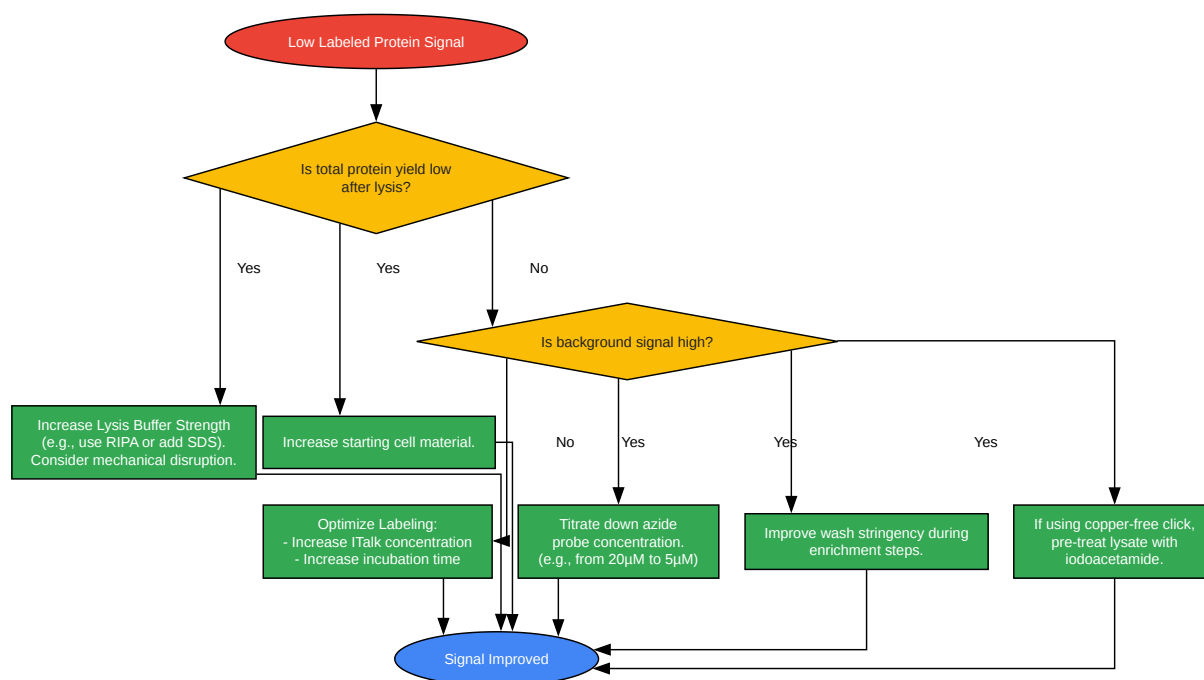 Low Labeled Protein Signal
Is total protein yield low
after lysis?
Yes
Yes
No
Is background signal high?
Increase Lysis Buffer Strength
(e.g., use RIPA or add SDS).
Consider mechanical disruption.
Increase starting cell material.
No
Yes
Yes
Yes
Optimize Labeling:
- Increase ITalk concentration
- Increase incubation time
Titrate down azide
probe concentration.
(e.g., from 20µM to 5µM)
Improve wash stringency during
enrichment steps.
If using copper-free click,
pre-treat lysate with
iodoacetamide.
Signal Improved